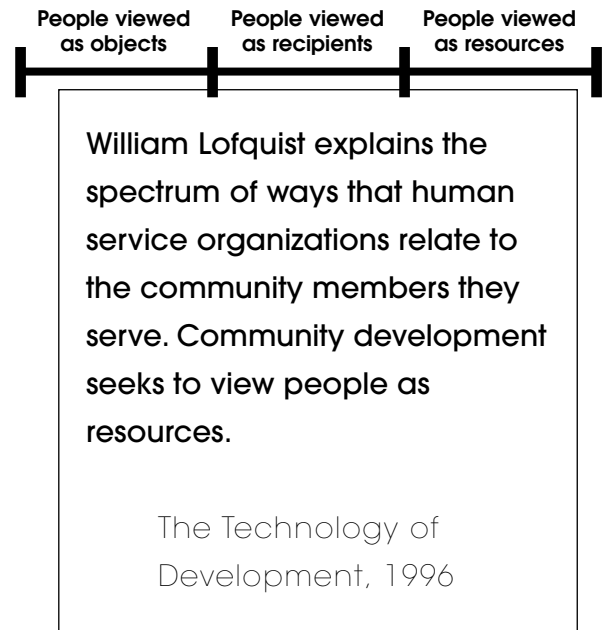 People viewed
as objects
People viewed
as recipients
People viewed
as resources
William Lofquist explains the
spectrum of ways that human
service organizations relate to
the community members they
serve. Community development
seeks to view people as
resources.
The Technology of
Development, 1996